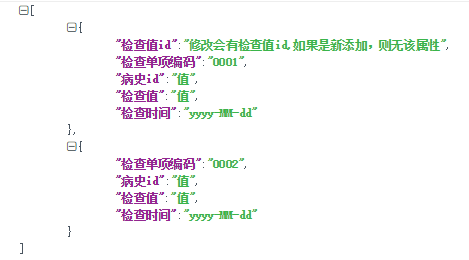 [
{
"检查值id":"修改会有检查值id,如果是新添加，则无该属性",
"检查单项编码":"0001",
"病史id":"值",
"检查值":"值",
"检查时间":"yyyy-MM-dd"
},
{
"检查单项编码":"0002",
"病史id":"值",
"检查值":"值",
"检查时间":"yyyy-MM-dd"
}
]